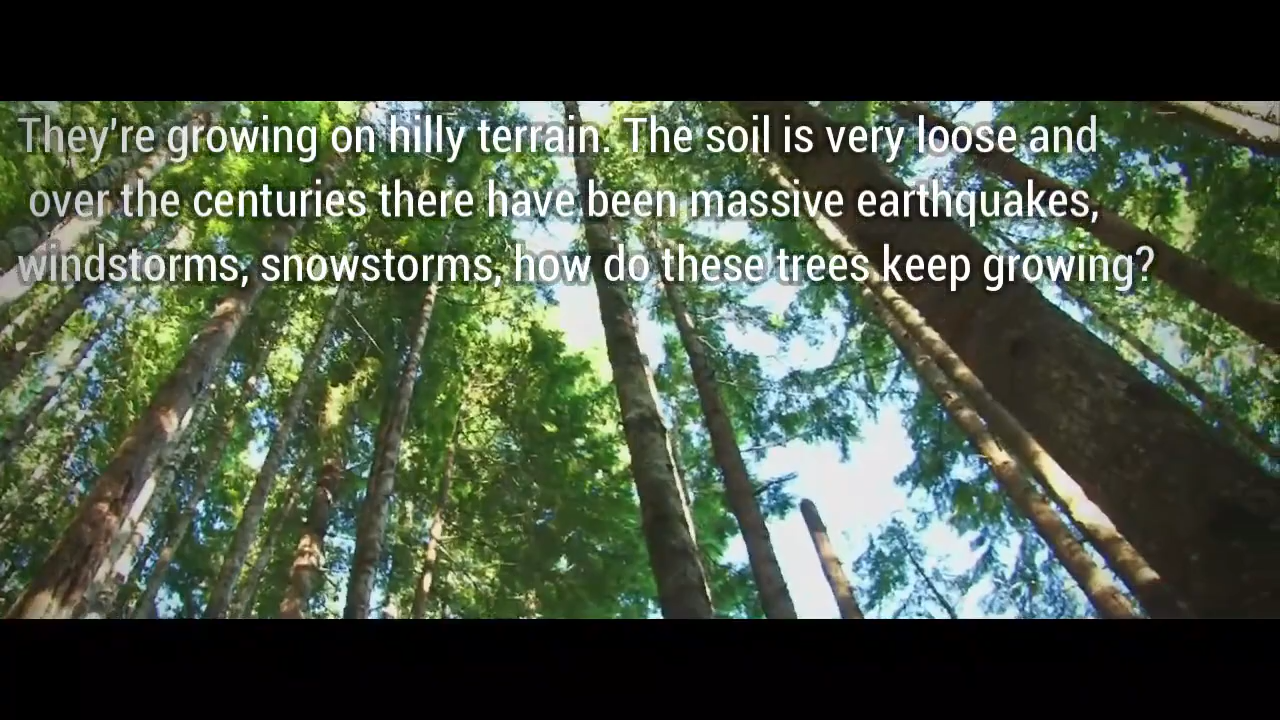 They're growing on hilly terrain. The soil is very loose and
over the centuries there have been massive earthquakes,
windstorms, snowstorms, how do these trees keep growing?